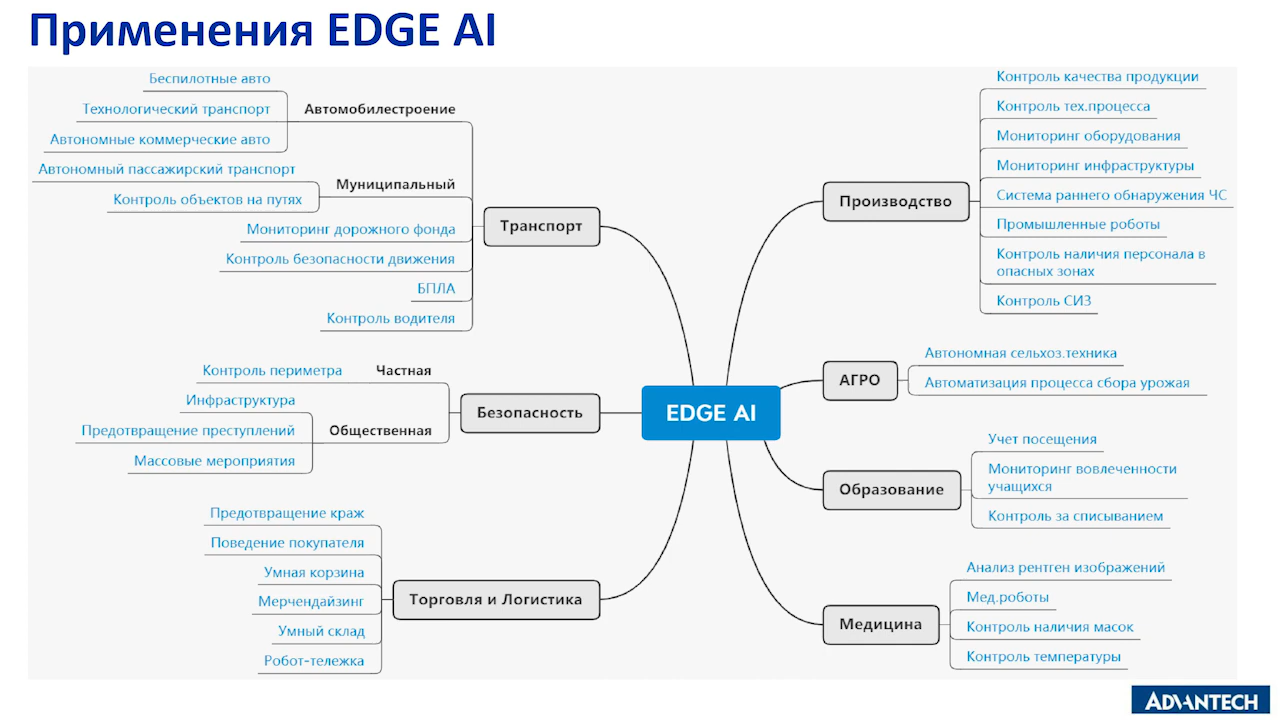 Применения EDGE AI
Беспилотные авто
Технологический транспорт
Автомобилестроение
Автономные коммерческие авто
Автономный пассажирский транспорт
Муниципальный
Контроль объектов на путях
Транспорт
Мониторинг дорожного фонда
Контроль безопасности движения
БПЛА
Контроль водителя
Контроль периметра
Частная
Инфраструктура
Безопасность
Предотвращение преступлений
Общественная
Массовые мероприятия
Предотвращение краж
Поведение покупателя
Умная корзина
Мерчендайзинг
Торговля и Логистика
Умный склад
Робот-тележка
EDGE AI
Контроль качества продукции
Контроль тех.процесса
Мониторинг оборудования
Мониторинг инфраструктуры
Производство
Система раннего обнаружения ЧС
Промышленные роботы
Контроль наличия персонала в
опасных зонах
Контроль СИЗ
АГРО
Автономная сельхоз.техника
Автоматизация процесса сбора урожая
Образование
Учет посещения
Мониторинг вовлеченности
учащихся
Контроль за списыванием
Медицина
Анализ рентген изображений
Мед.роботы
Контроль наличия масок
Контроль температуры
ADVANTECH